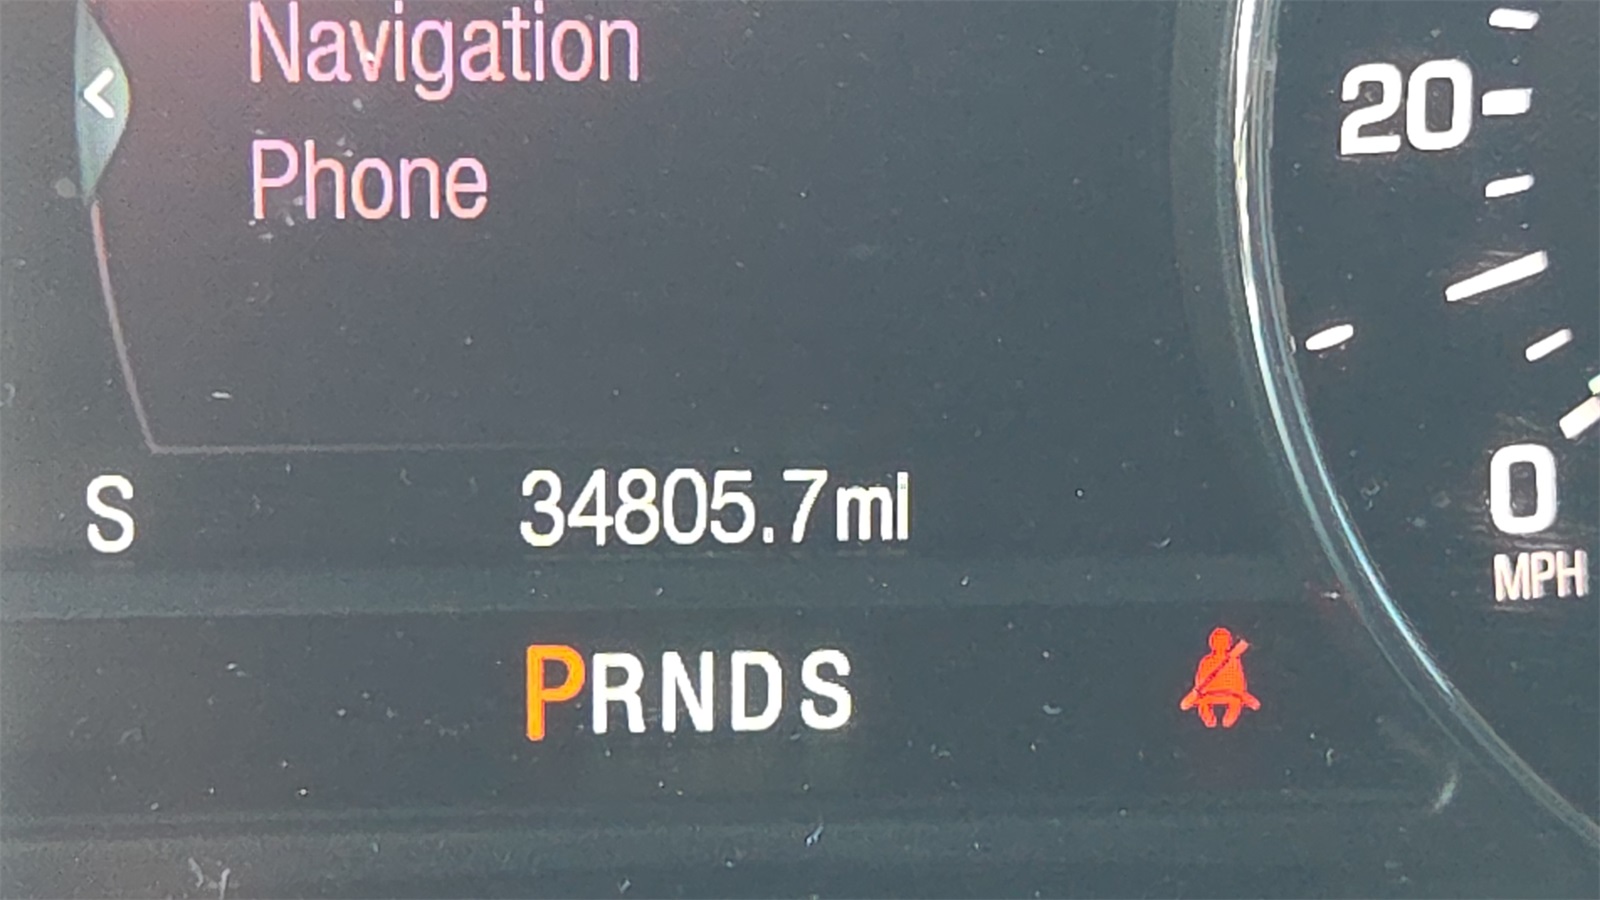 Navigation
Phone
20
S
34805.7mi
0
MPH
PRNDS